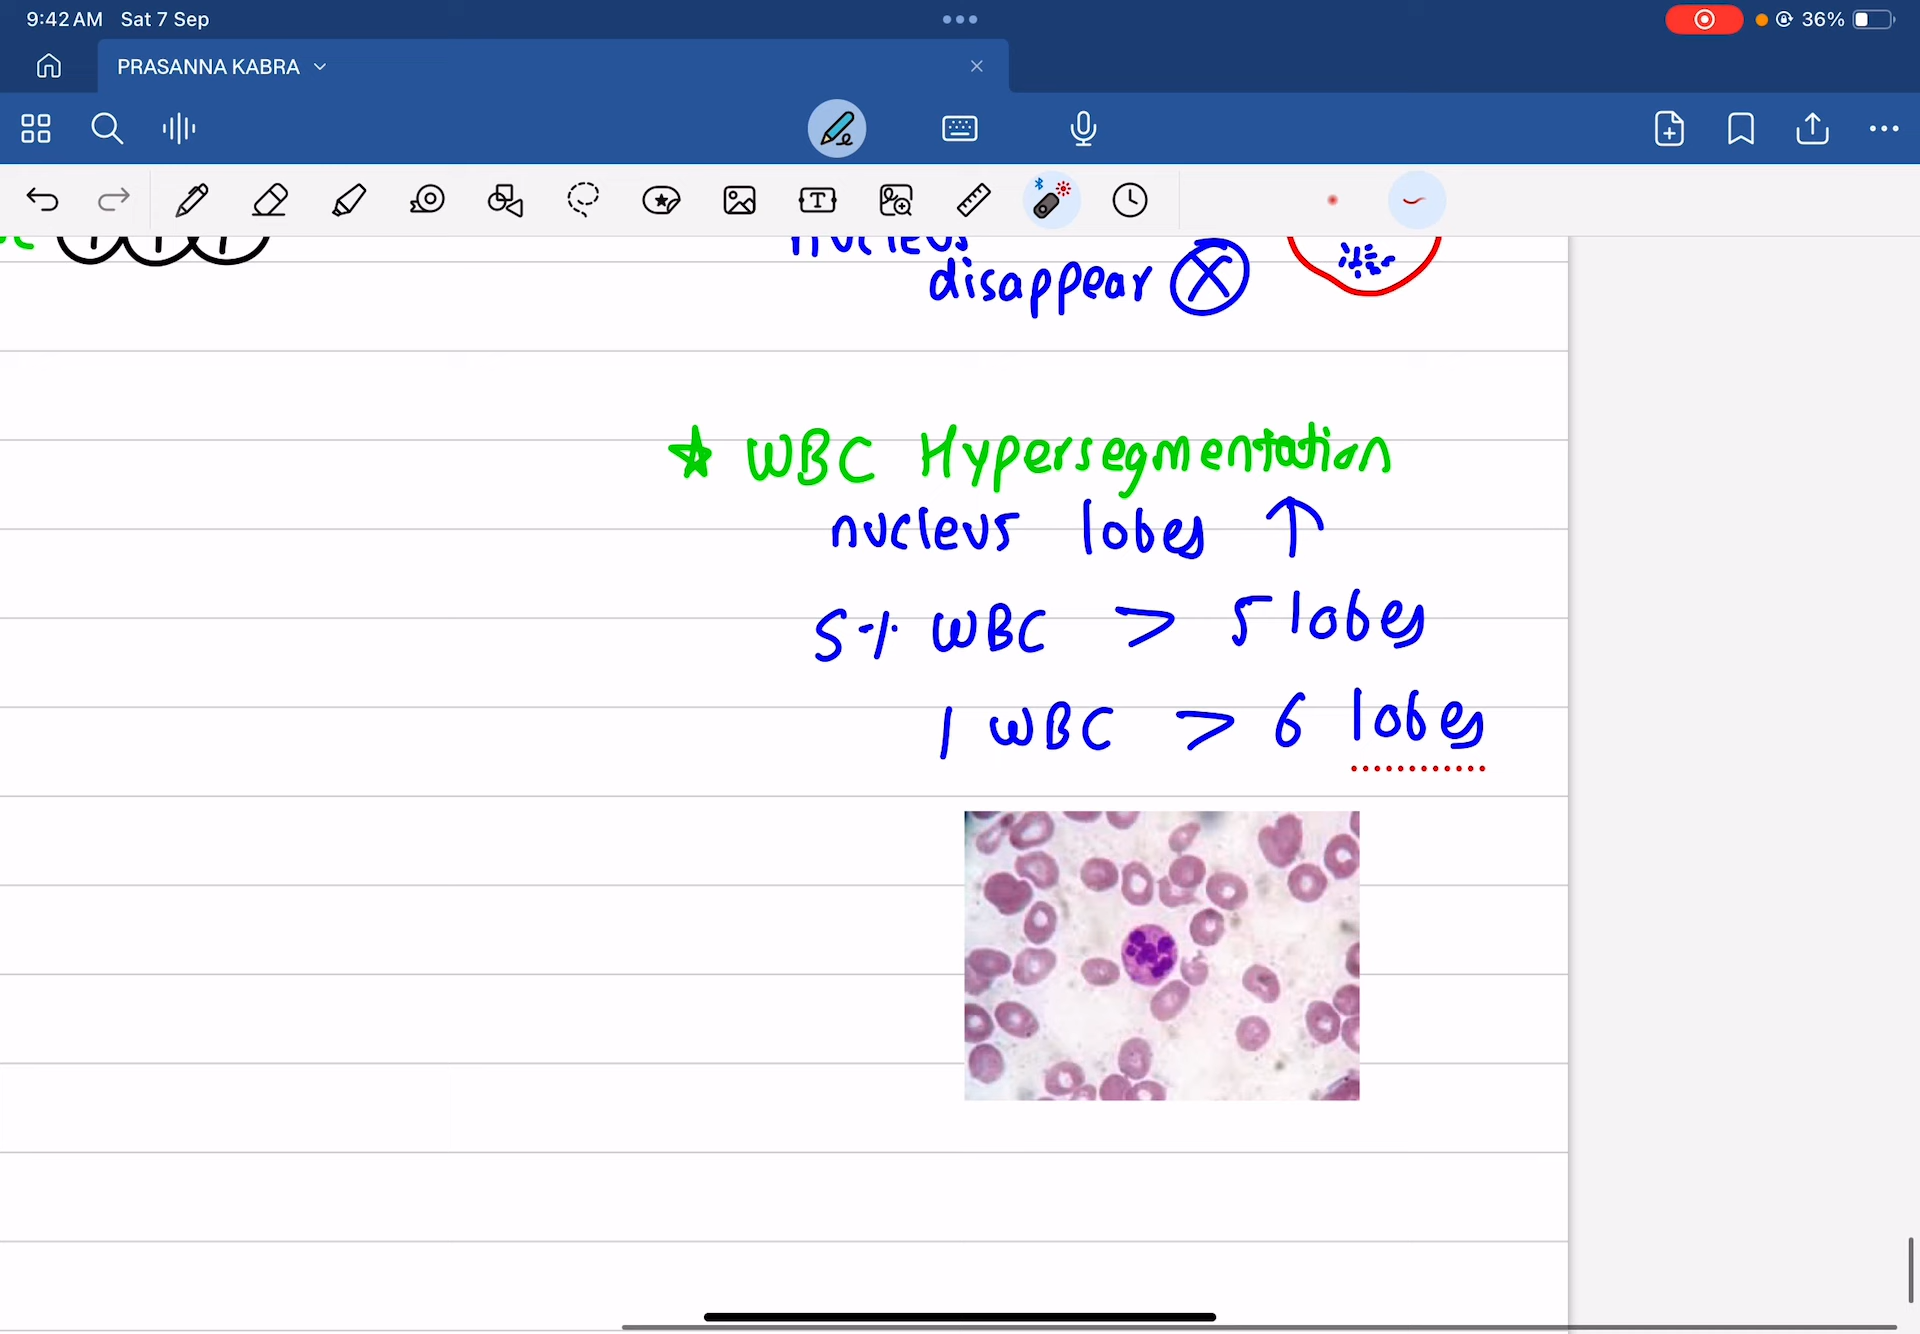 9:42 AM Sat 7 Sep
36%
PRASANNA KABRA
nucleus
disappear
WBC Hypersegmentation
nucleus lobes ↑
5% WBC > 5 lobes
1 WBC > 6 lobes